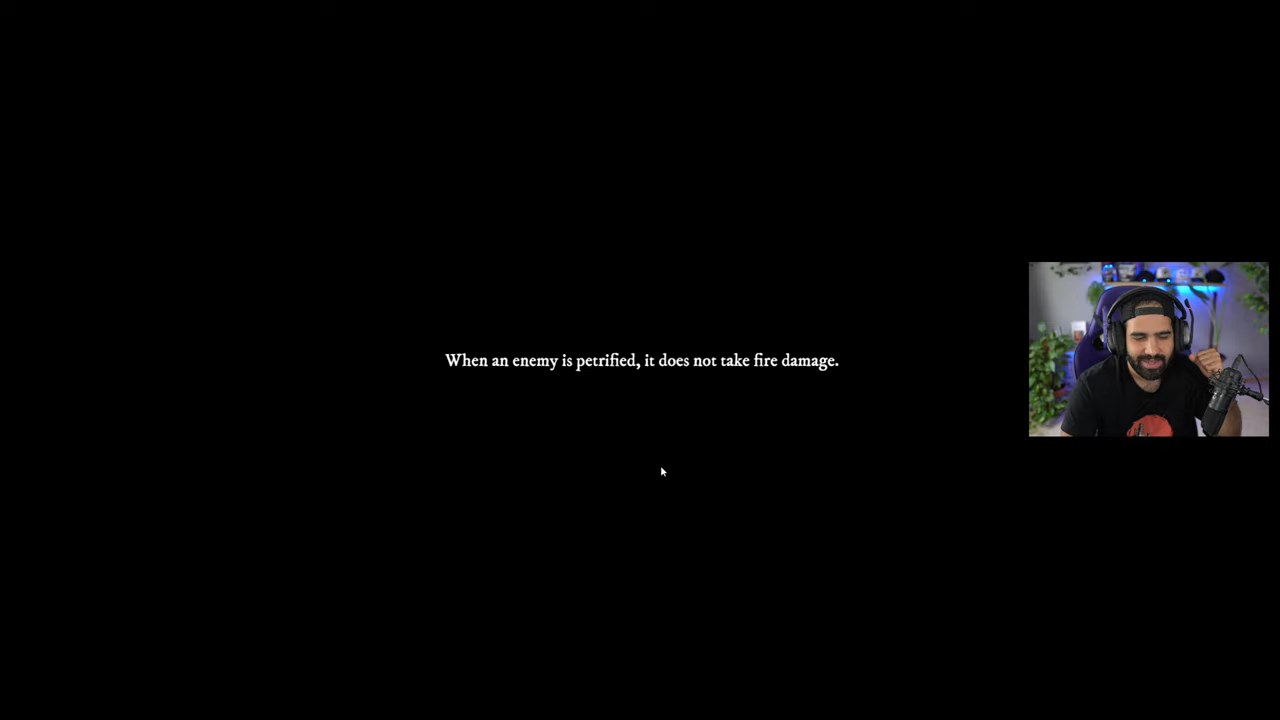 When an enemy is petrified, it does not take fire damage.